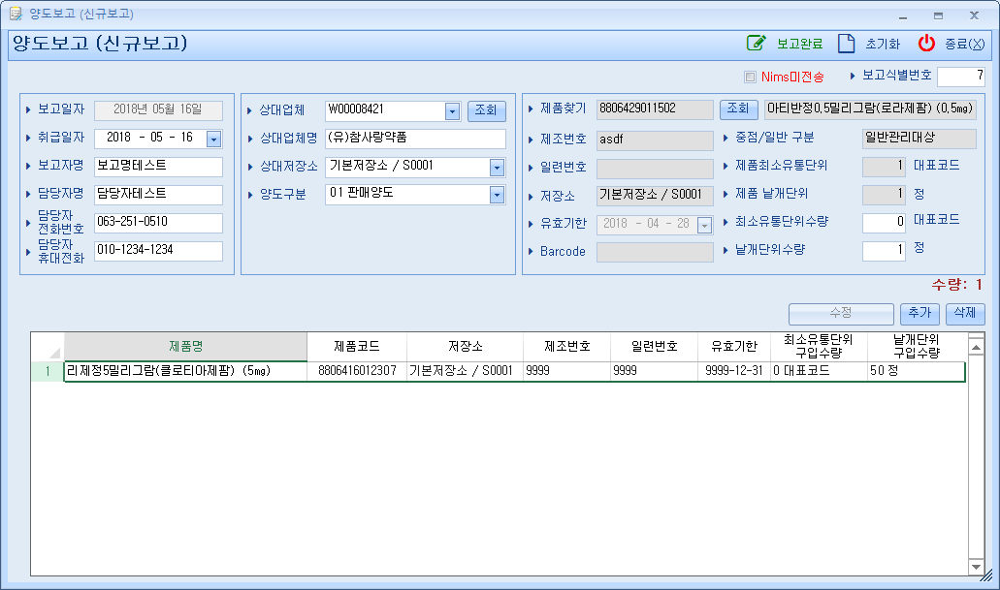 양도보고 (신규보고)
양도보고 (신규보고)
보고완료 초기화 종료(X)
Nims미전송 보고식별번호 7
보고일자 2018년 05월 16일
취급일자 2018 - 05 - 16
보고자명 보고명테스트
담당자명 담당자테스트
담당자
전화번호 063-251-0510
담당자
휴대전화 010-1234-1234
상대업체 W00008421 조회
상대업체명 (유)참사랑약품
상대저장소 기본저장소 / S0001
양도구분 01 판매양도
제품찾기 8806429011502 조회 아티반정0.5밀리그람(로라제팜) (0.5mg)
제조번호 asdf 중점/일반 구분 일반관리대상
일련번호 제품최소유통단위 1 대표코드
저장소 기본저장소 / S0001 제품 낱개단위 1 정
유효기한 2018 - 04 - 28 최소유통단위수량 0 대표코드
Barcode 낱개단위수량 1 정
수량: 1
수정 추가 삭제
제품명 제품코드 저장소 제조번호 일련번호 유효기한 최소유통단위 구입수량 낱개단위 구입수량
1 리제정5밀리그람(클로티아제팜) (5mg) 8806416012307 기본저장소 / S0001 9999 9999 9999-12-31 0 대표코드 50 정